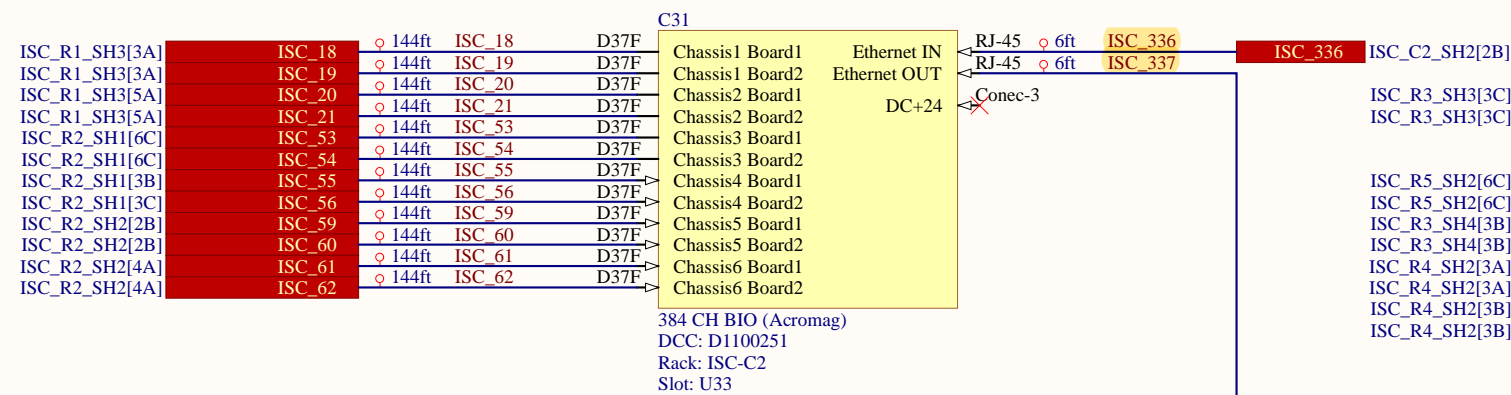 C31
ISC_R1_SH3[3A] ISC_18 144ft ISC_18 D37F Chassis1 Board1 Ethernet IN RJ-45 6ft ISC_336 ISC_336 ISC_C2_SH2[2B]
ISC_R1_SH3[3A] ISC_19 144ft ISC_19 D37F Chassis1 Board2 Ethernet OUT RJ-45 6ft ISC_337
ISC_R1_SH3[5A] ISC_20 144ft ISC_20 D37F Chassis2 Board1 DC+24 Conec-3 ISC_R3_SH3[3C]
ISC_R1_SH3[5A] ISC_21 144ft ISC_21 D37F Chassis2 Board2 ISC_R3_SH3[3C]
ISC_R2_SH1[6C] ISC_53 144ft ISC_53 D37F Chassis3 Board1
ISC_R2_SH1[6C] ISC_54 144ft ISC_54 D37F Chassis3 Board2
ISC_R2_SH1[3B] ISC_55 144ft ISC_55 D37F Chassis4 Board1 ISC_R5_SH2[6C]
ISC_R2_SH1[3C] ISC_56 144ft ISC_56 D37F Chassis4 Board2 ISC_R5_SH2[6C]
ISC_R2_SH2[2B] ISC_59 144ft ISC_59 D37F Chassis5 Board1 ISC_R3_SH4[3B]
ISC_R2_SH2[2B] ISC_60 144ft ISC_60 D37F Chassis5 Board2 ISC_R3_SH4[3B]
ISC_R2_SH2[4A] ISC_61 144ft ISC_61 D37F Chassis6 Board1 ISC_R4_SH2[3A]
ISC_R2_SH2[4A] ISC_62 144ft ISC_62 D37F Chassis6 Board2 ISC_R4_SH2[3A]
ISC_R4_SH2[3B]
384 CH BIO (Acromag) ISC_R4_SH2[3B]
DCC: D1100251
Rack: ISC-C2
Slot: U33